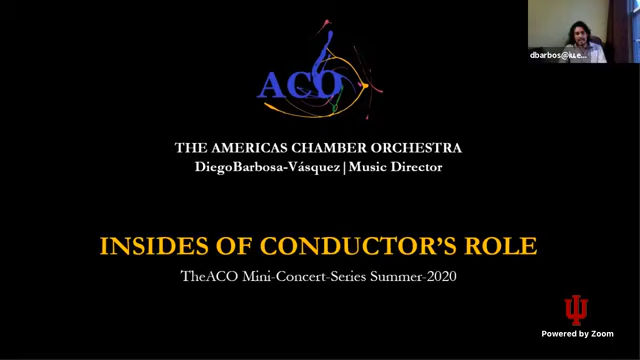 dbarbos@iu.e...
ACO
THE AMERICAS CHAMBER ORCHESTRA
DiegoBarbosa-Vásquez|Music Director
INSIDES OF CONDUCTOR'S ROLE
TheACO Mini-Concert-Series Summer-2020
Powered by Zoom